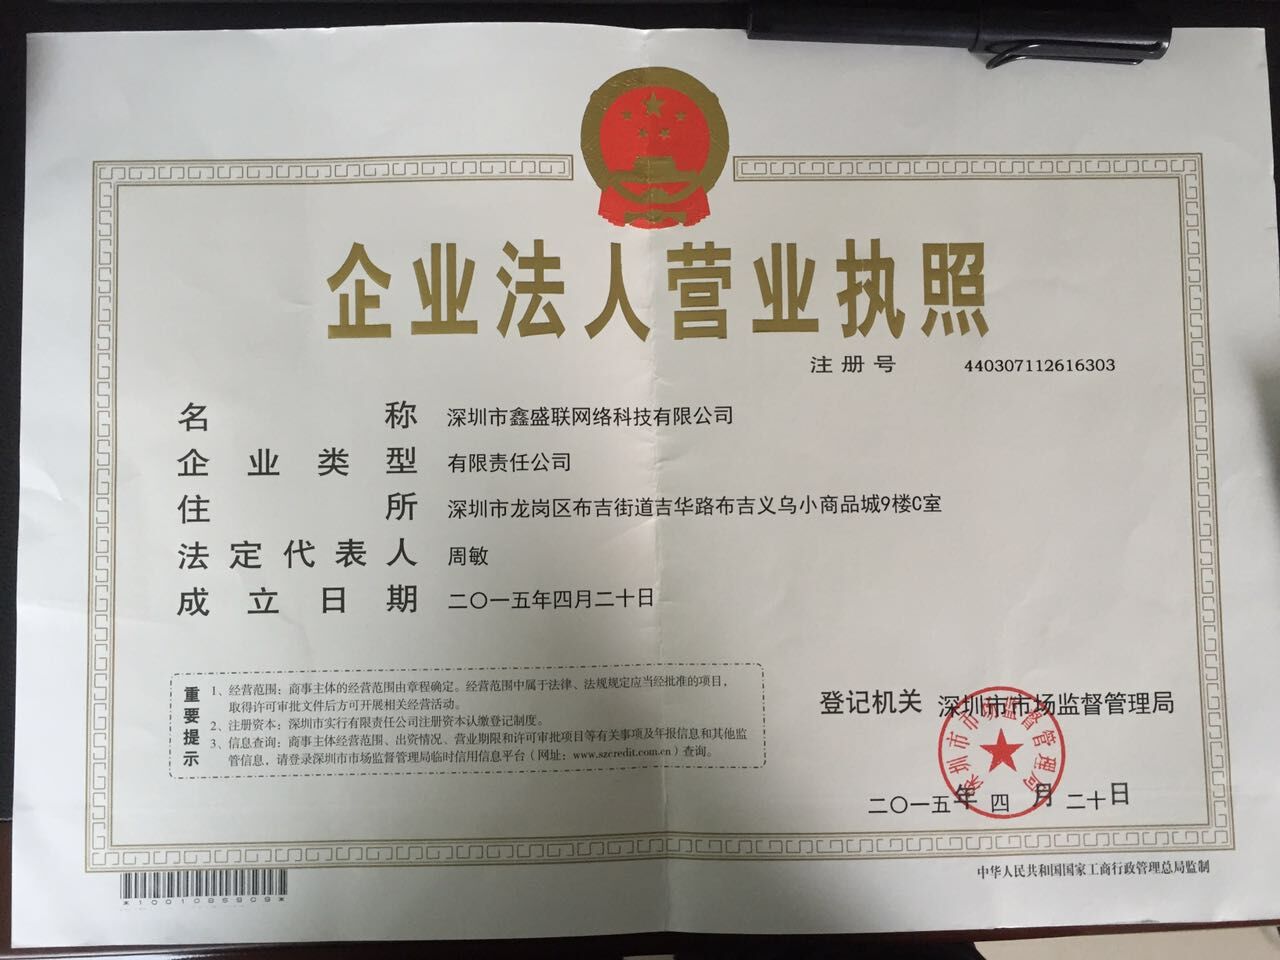 企业法人营业执照
注册号 440307112616303
名称 深圳市鑫盛联网络科技有限公司
企业类型 有限责任公司
住所 深圳市龙岗区布吉街道吉华路布吉义乌小商品城9楼C室
法定代表人 周敏
成立日期 二〇一五年四月二十日
重要提示
1、经营范围：商事主体的经营范围由章程确定。经营范围中属于法律、法规规定应当经批准的项目，
取得许可审批文件后方可开展相关经营活动。
2、注册资本：深圳市实行有限责任公司注册资本认缴登记制度。
3、信息查询：商事主体经营范围、出资情况、营业期限和许可审批项目等有关事项及年报信息和其他监
管信息，请登录深圳市市场监督管理局临时信用信息平台（网址：www.szcredit.com.cn）查询。
登记机关 深圳市市场监督管理局
深圳市市场监督管理局
二〇一五年四月二十日
*1001085909*
中华人民共和国国家工商行政管理总局监制